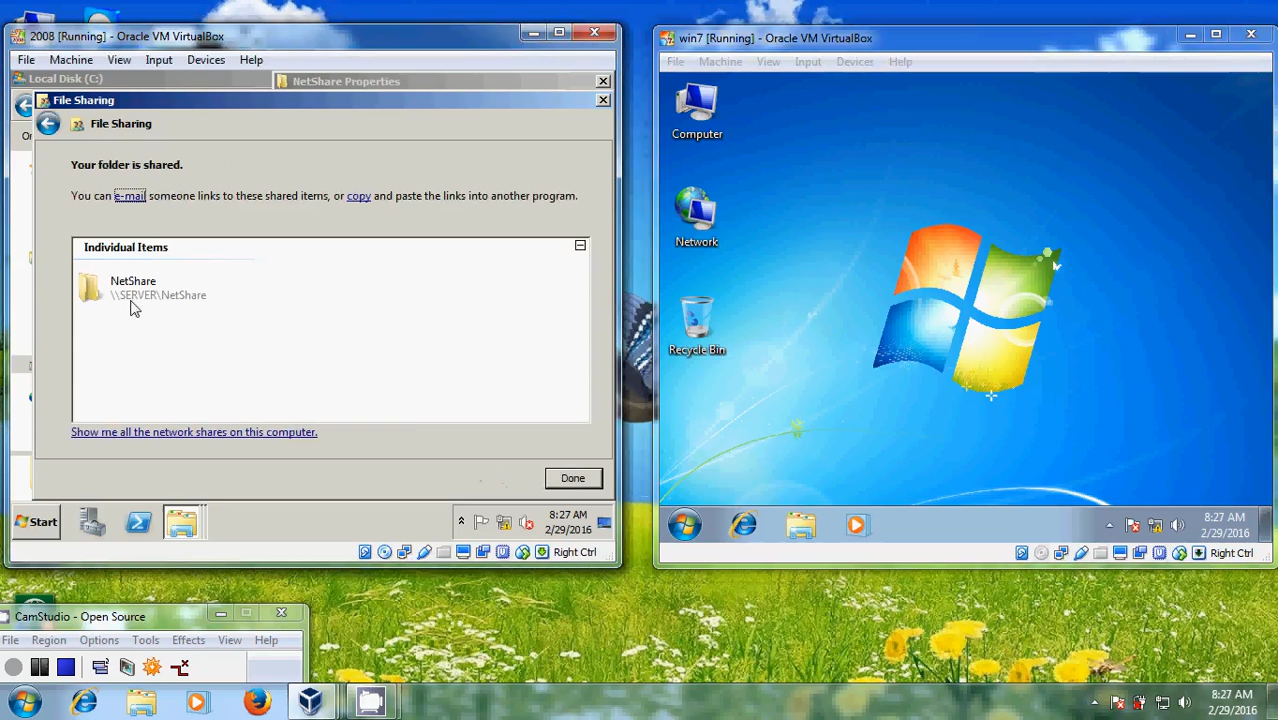 2008 [Running] - Oracle VM VirtualBox
File Machine View Input Devices Help
Local Disk (C:)
NetShare Properties
File Sharing
File Sharing
Or
Your folder is shared.
You can e-mail someone links to these shared items, or copy and paste the links into another program.
Individual Items
NetShare
\\SERVER\NetShare
Show me all the network shares on this computer.
Done
Start
8:27 AM
2/29/2016
Right Ctrl
win7 [Running] - Oracle VM VirtualBox
File Machine View Input Devices Help
Computer
Network
Recycle Bin
8:27 AM
2/29/2016
Right Ctrl
CamStudio - Open Source
File Region Options Tools Effects View Help
8:27 AM
2/29/2016